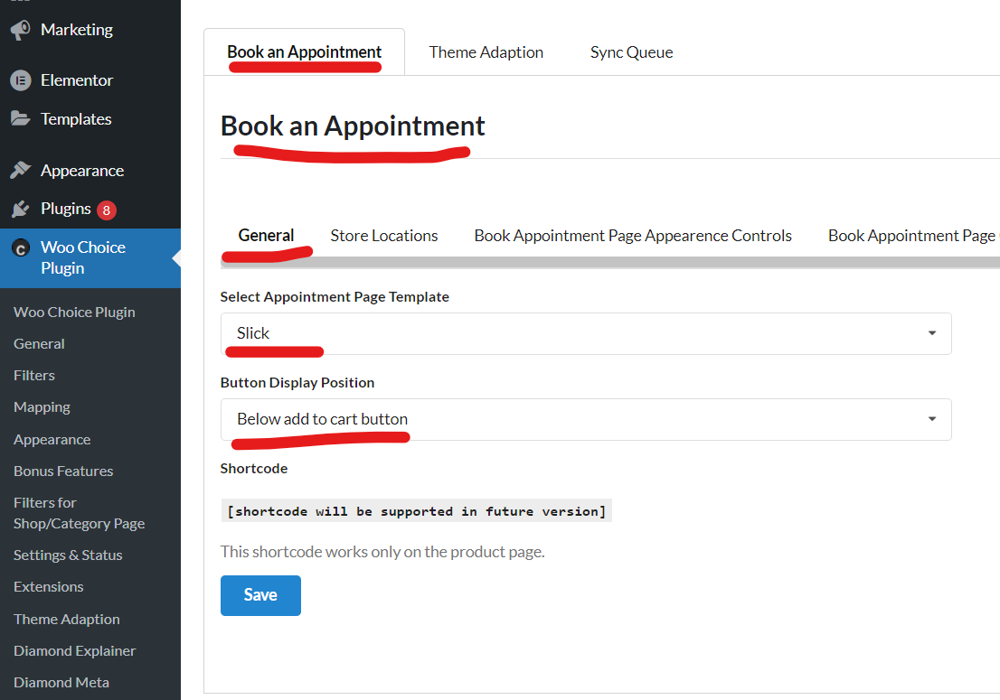 Marketing
Elementor
Templates
Appearance
Plugins 8
Woo Choice
Plugin
Woo Choice Plugin
General
Filters
Mapping
Appearance
Bonus Features
Filters for
Shop/Category Page
Settings & Status
Extensions
Theme Adaption
Diamond Explainer
Diamond Meta
Book an Appointment Theme Adaption Sync Queue
Book an Appointment
General Store Locations Book Appointment Page Appearence Controls Book Appointment Page
Select Appointment Page Template
Slick
Button Display Position
Below add to cart button
Shortcode
[shortcode will be supported in future version]
This shortcode works only on the product page.
Save